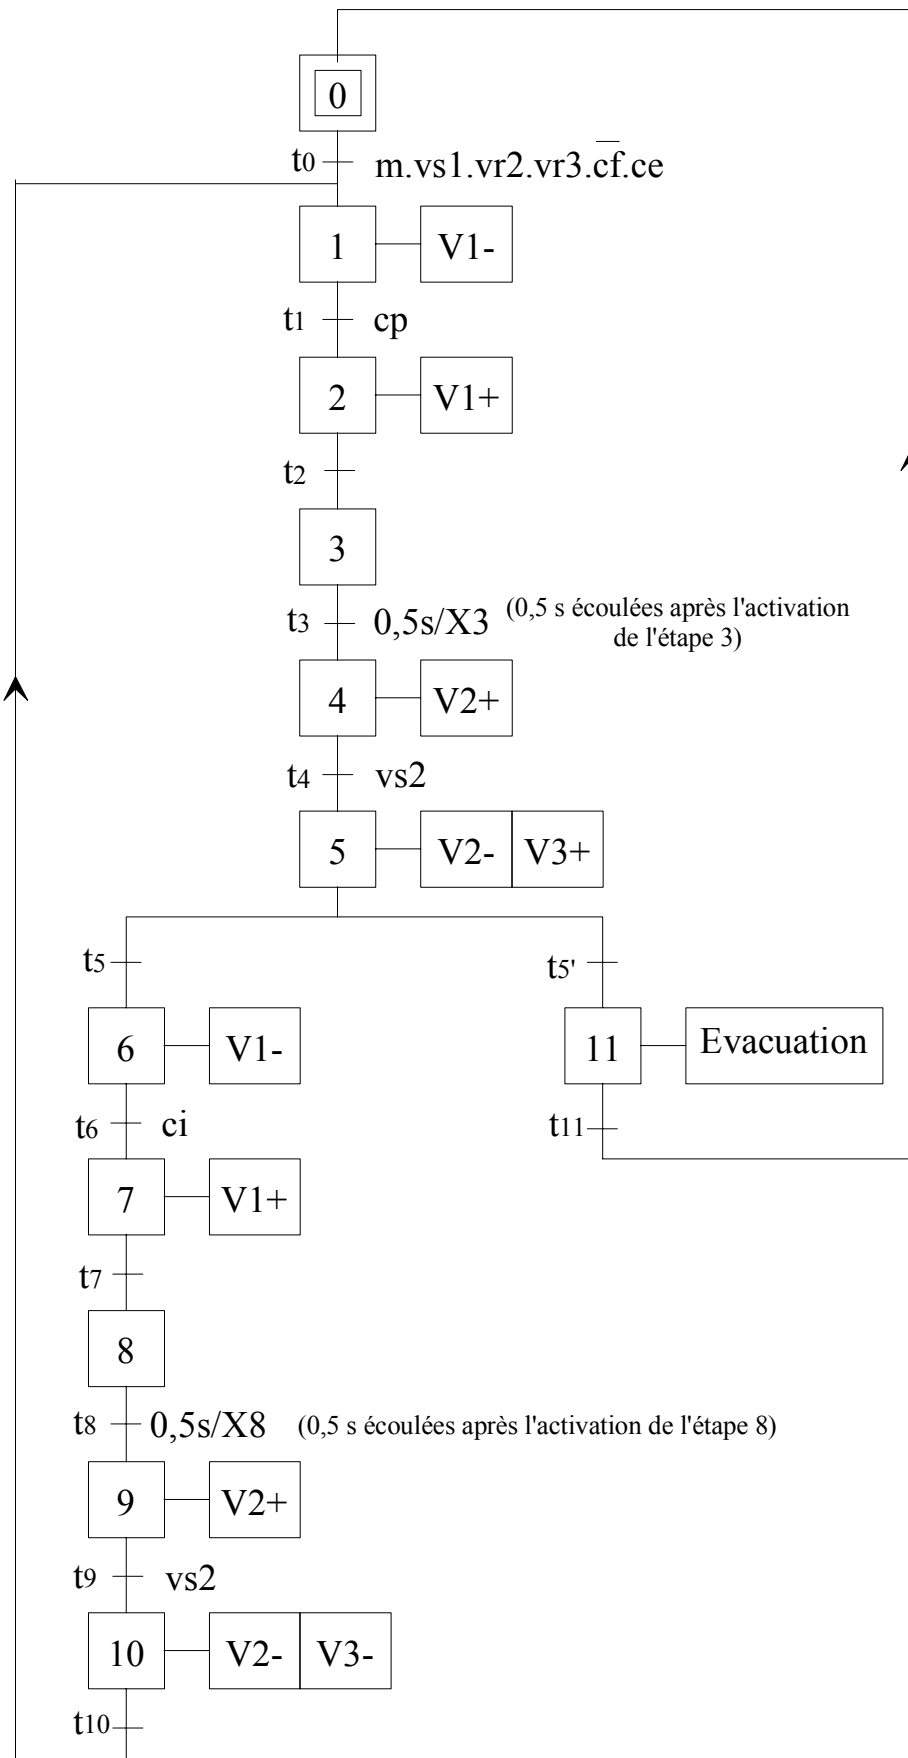 0
t0 m.vs1.vr2.vr3.c̅f̅.ce
1 V1-
t1 cp
2 V1+
t2
3
t3 0,5s/X3 (0,5 s écoulées après l'activation
de l'étape 3)
4 V2+
t4 vs2
5 V2- V3+
t5 t5'
6 V1- 11 Evacuation
t6 ci t11
7 V1+
t7
8
t8 0,5s/X8 (0,5 s écoulées après l'activation de l'étape 8)
9 V2+
t9 vs2
10 V2- V3-
t10